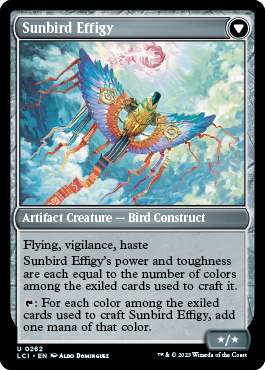 Sunbird Effigy
Artifact Creature — Bird Construct
Flying, vigilance, haste
Sunbird Effigy's power and toughness
are each equal to the number of colors
among the exiled cards used to craft it.
: For each color among the exiled
cards used to craft Sunbird Effigy, add
one mana of that color.
*/*
U 0262
LCI • EN Aldo Dominguez
™ & © 2023 Wizards of the Coast